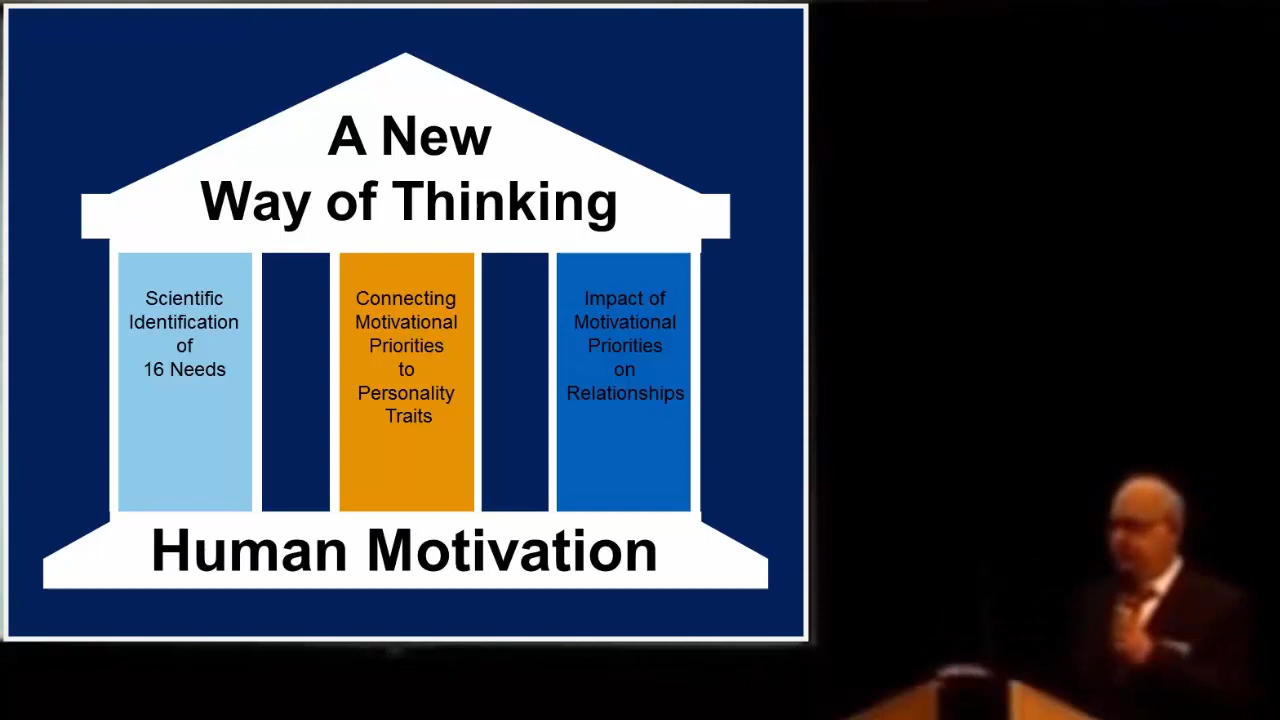 A New
Way of Thinking
Scientific
Identification
of
16 Needs
Connecting
Motivational
Priorities
to
Personality
Traits
Impact of
Motivational
Priorities
on
Relationships
Human Motivation